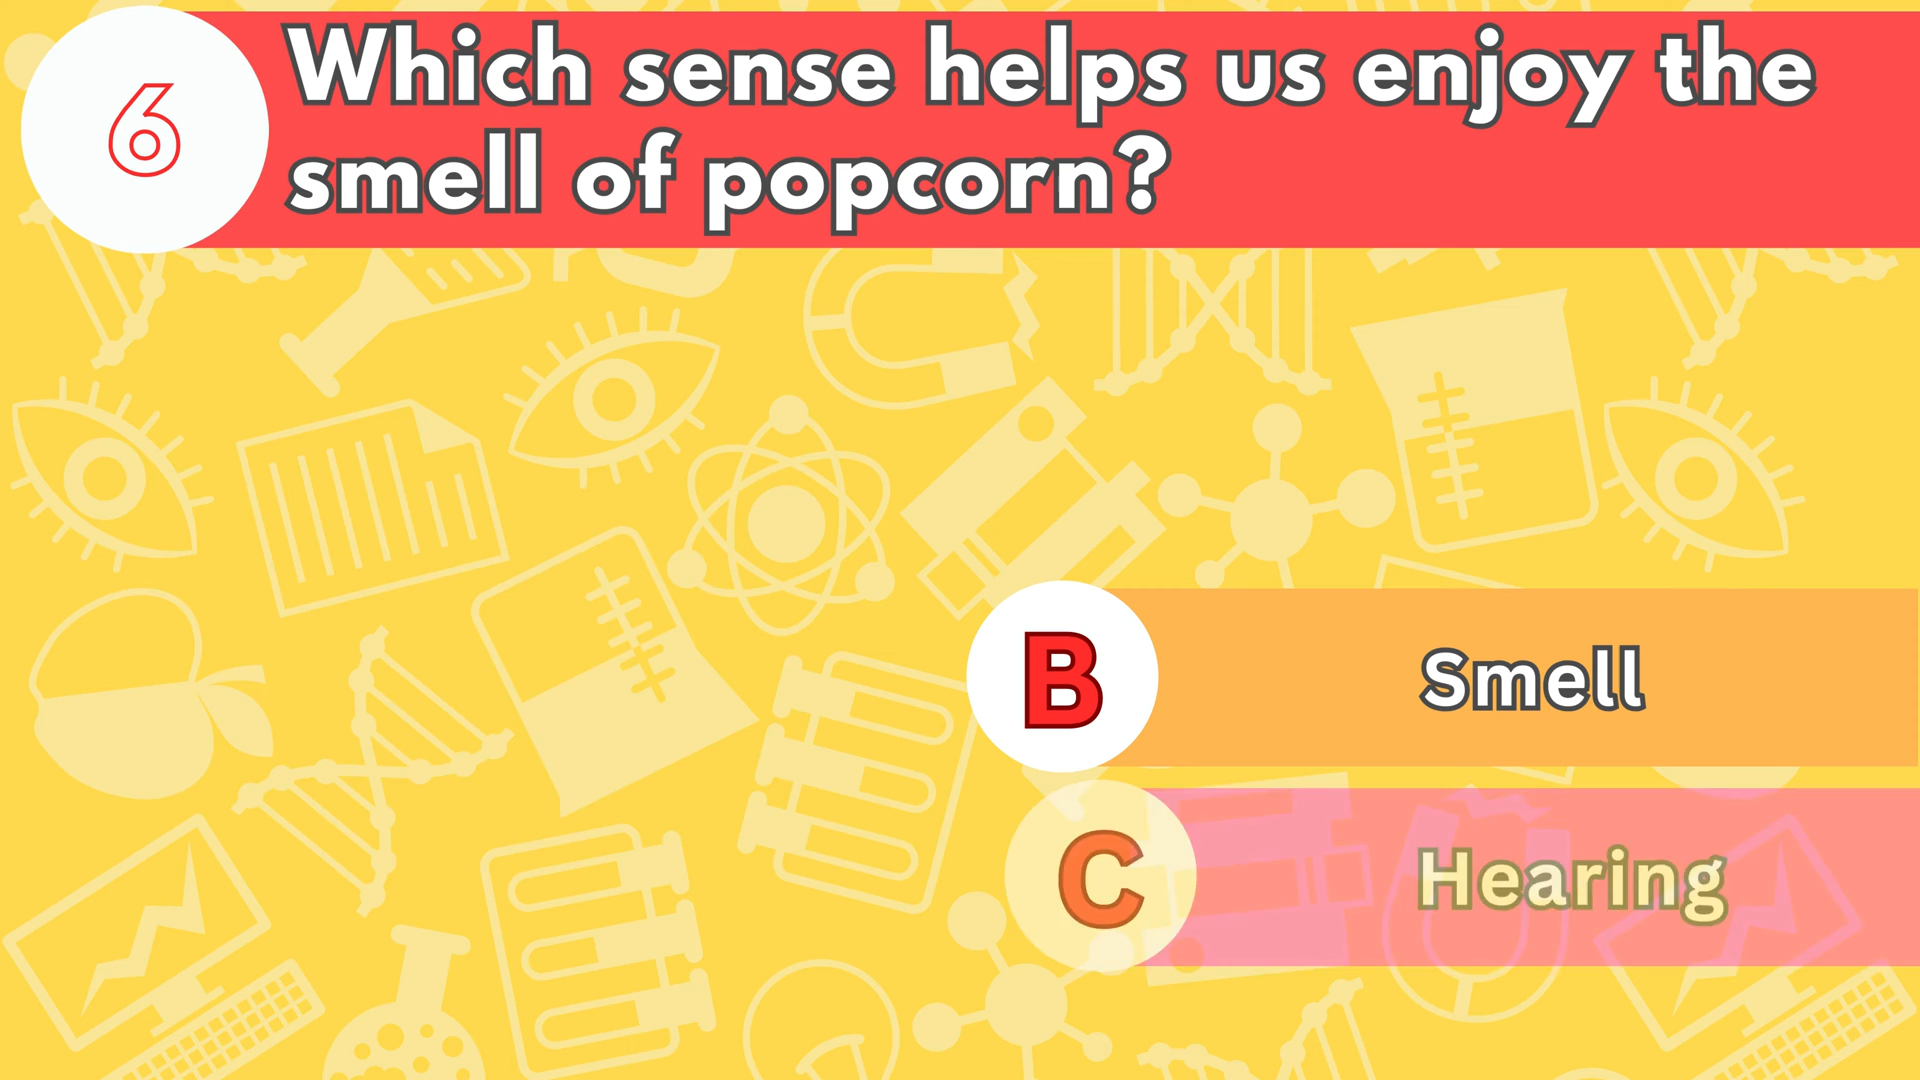 6
Which sense helps us enjoy the
smell of popcorn?
B
Smell
C
Hearing